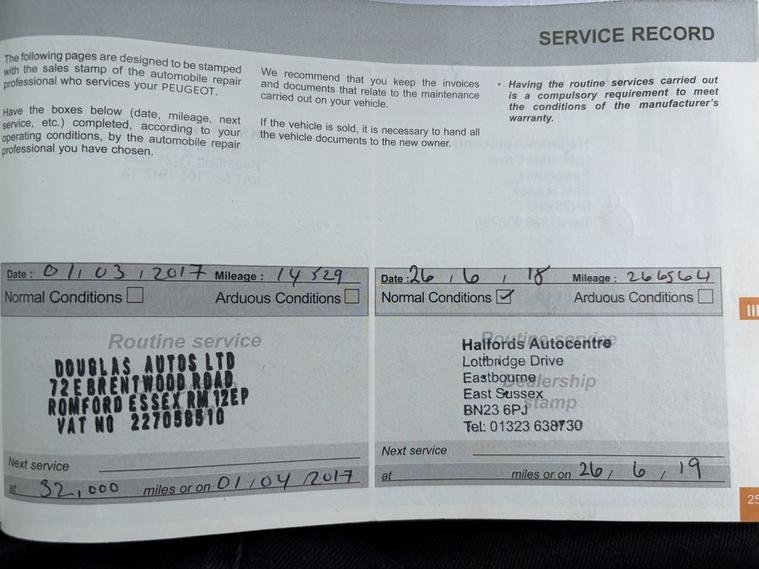 SERVICE RECORD
The following pages are designed to be stamped
with the sales stamp of the automobile repair
professional who services your PEUGEOT.
Have the boxes below (date, mileage, next
service, etc.) completed, according to your
operating conditions, by the automobile repair
professional you have chosen.
We recommend that you keep the invoices
and documents that relate to the maintenance
carried out on your vehicle.
If the vehicle is sold, it is necessary to hand all
the vehicle documents to the new owner.
• Having the routine services carried out
is a compulsory requirement to meet
the conditions of the manufacturer's
warranty.
Date : 01/03/2017 Mileage : 14529
Normal Conditions Arduous Conditions
Routine service
DOUGLAS AUTOS LTD
72E BRENTWOOD ROAD
ROMFORD ESSEX RM12EP
VAT NO 227058510
Next service
at 32,000 miles or on 01/04/2017
Date : 26/6/18 Mileage : 266564
Normal Conditions ✓ Arduous Conditions
Routine service
Halfords Autocentre
Lottbridge Drive
Eastbourne
Dealership
East Sussex
stamp
BN23 6PJ
Tel: 01323 638730
Next service
at miles or on 26/6/19
III
25